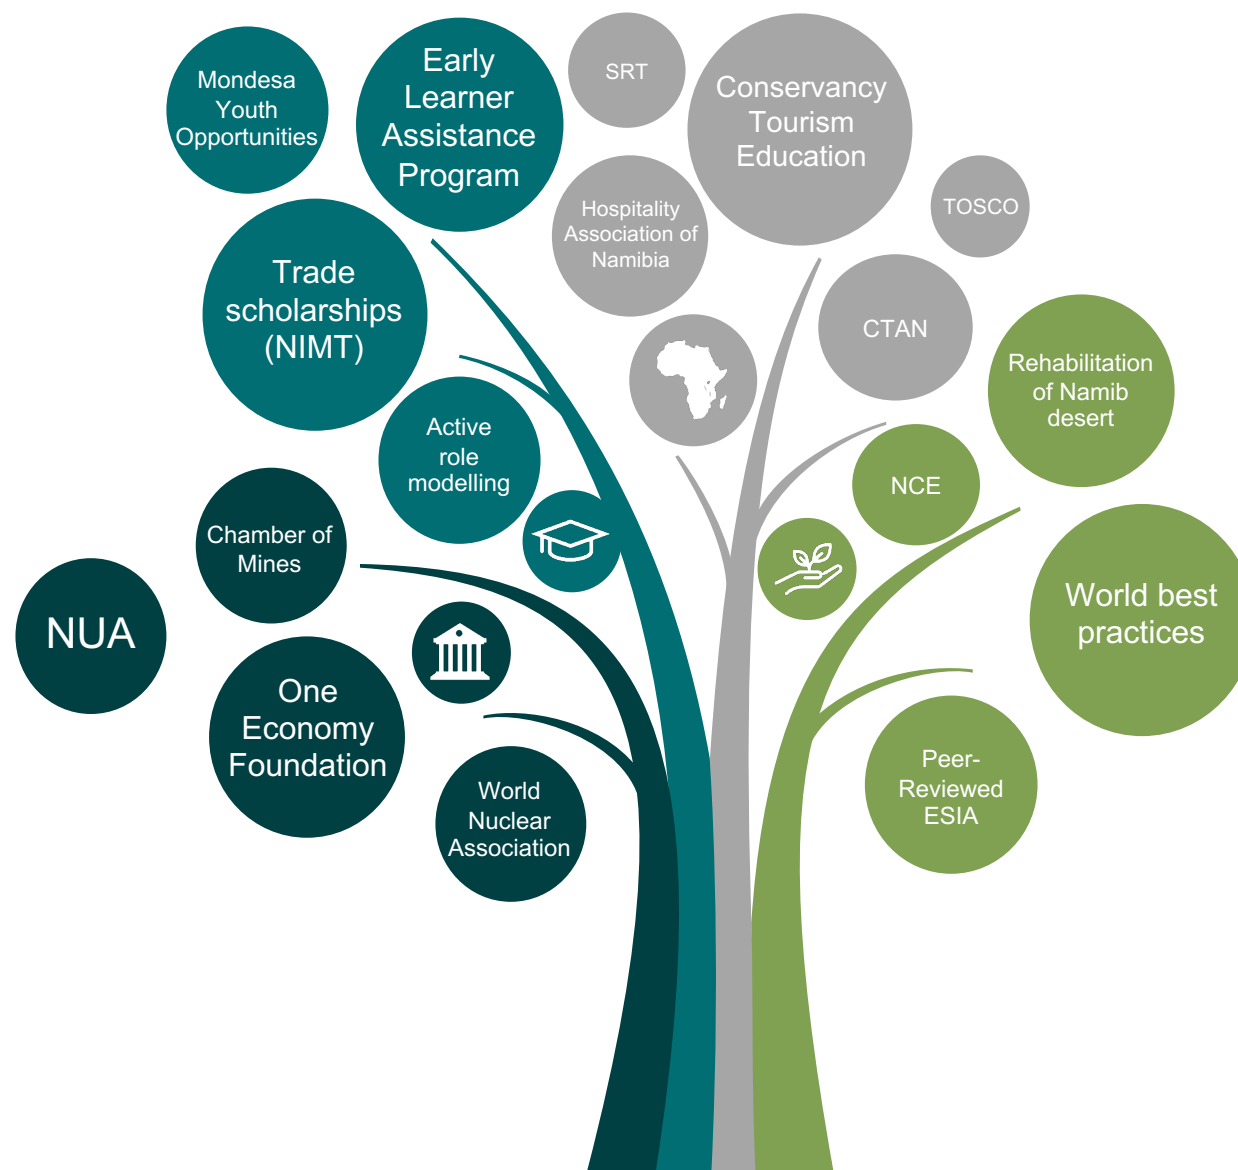 Mondesa
Youth
Opportunities
Early
Learner
Assistance
Program
SRT
Conservancy
Tourism
Education
TOSCO
Hospitality
Association of
Namibia
Trade
scholarships
(NIMT)
CTAN
Rehabilitation
of Namib
desert
Active
role
modelling
NCE
Chamber of
Mines
NUA
World best
practices
One
Economy
Foundation
World
Nuclear
Association
Peer-
Reviewed
ESIA